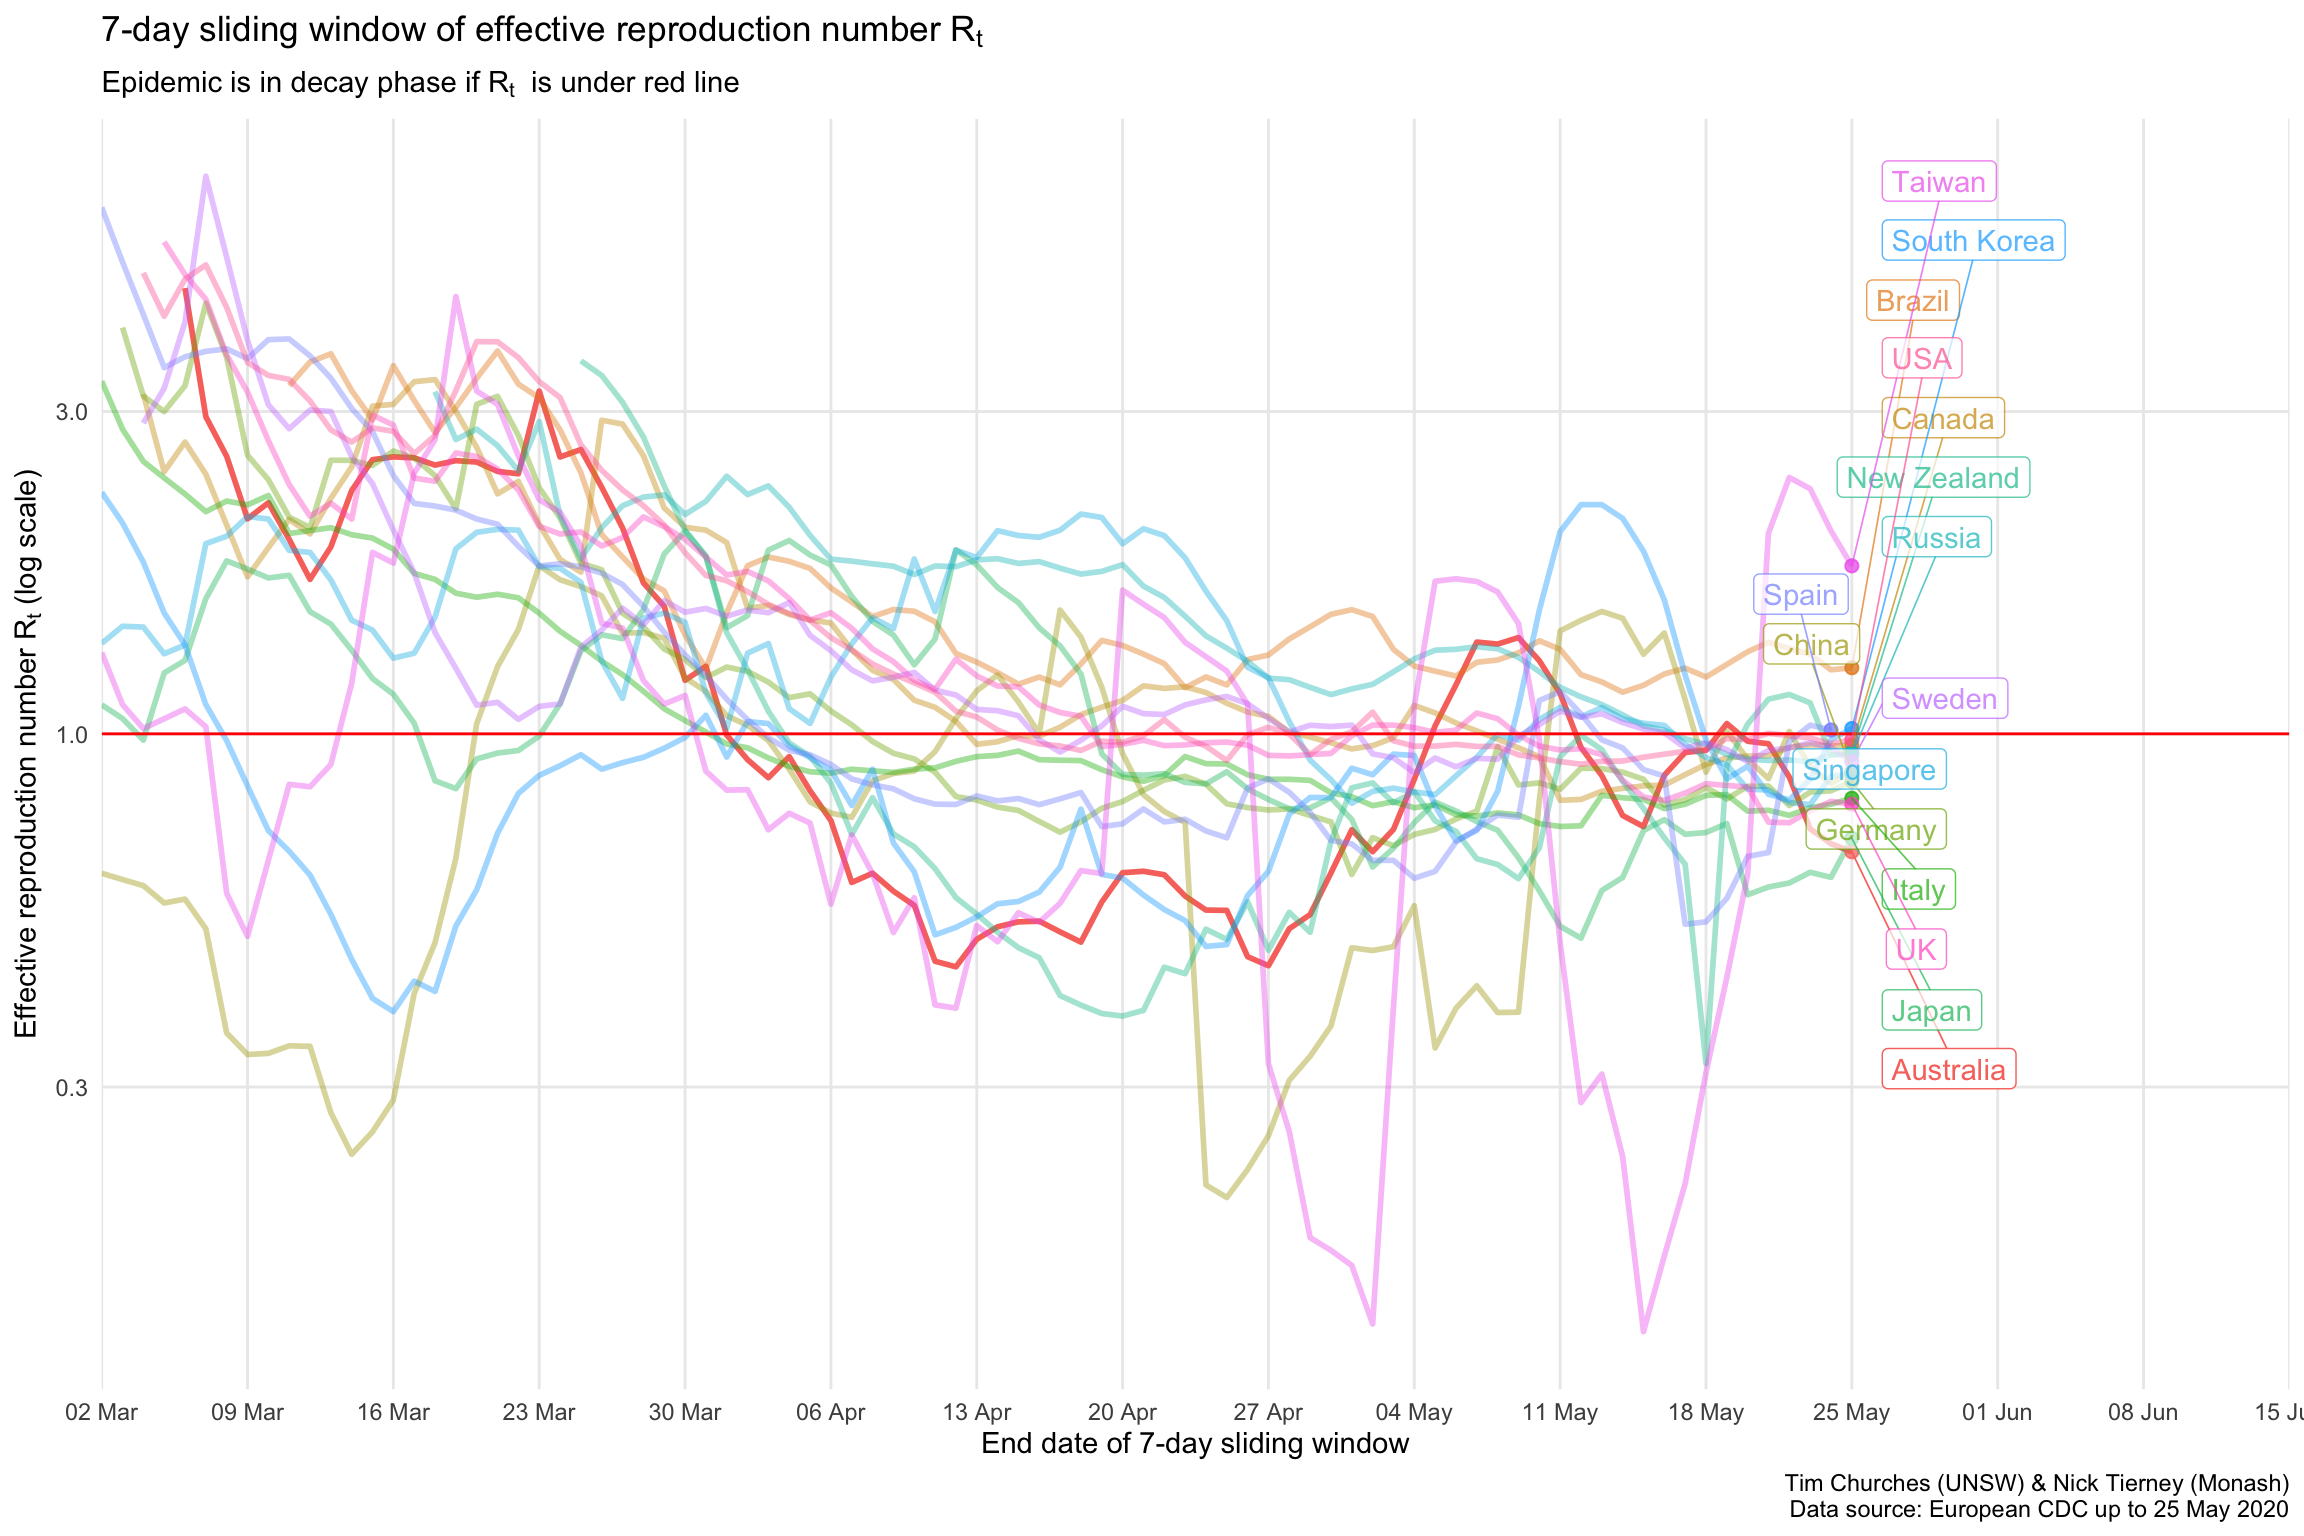 7-day sliding window of effective reproduction number Rt
Epidemic is in decay phase if Rt is under red line
Effective reproduction number Rt (log scale)
3.0
1.0
0.3
Taiwan
South Korea
Brazil
USA
Canada
New Zealand
Russia
Spain
China
Sweden
Singapore
Germany
Italy
UK
Japan
Australia
02 Mar
09 Mar
16 Mar
23 Mar
30 Mar
06 Apr
13 Apr
20 Apr
27 Apr
04 May
11 May
18 May
25 May
01 Jun
08 Jun
15 Ju
End date of 7-day sliding window
Tim Churches (UNSW) & Nick Tierney (Monash)
Data source: European CDC up to 25 May 2020